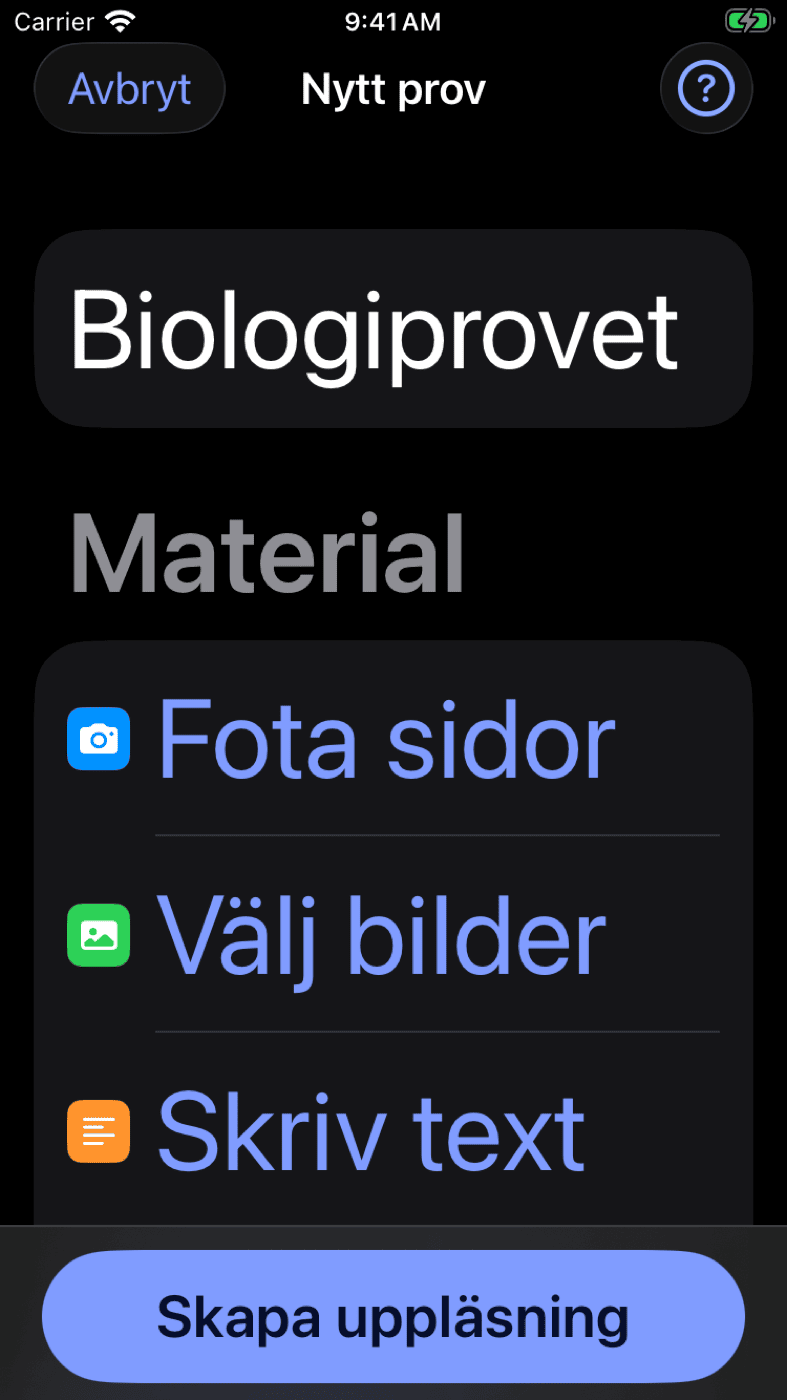 Carrier 9:41 AM
Avbryt Nytt prov ?
Biologiprovet
Material
Fota sidor
Välj bilder
Skriv text
Skapa uppläsning